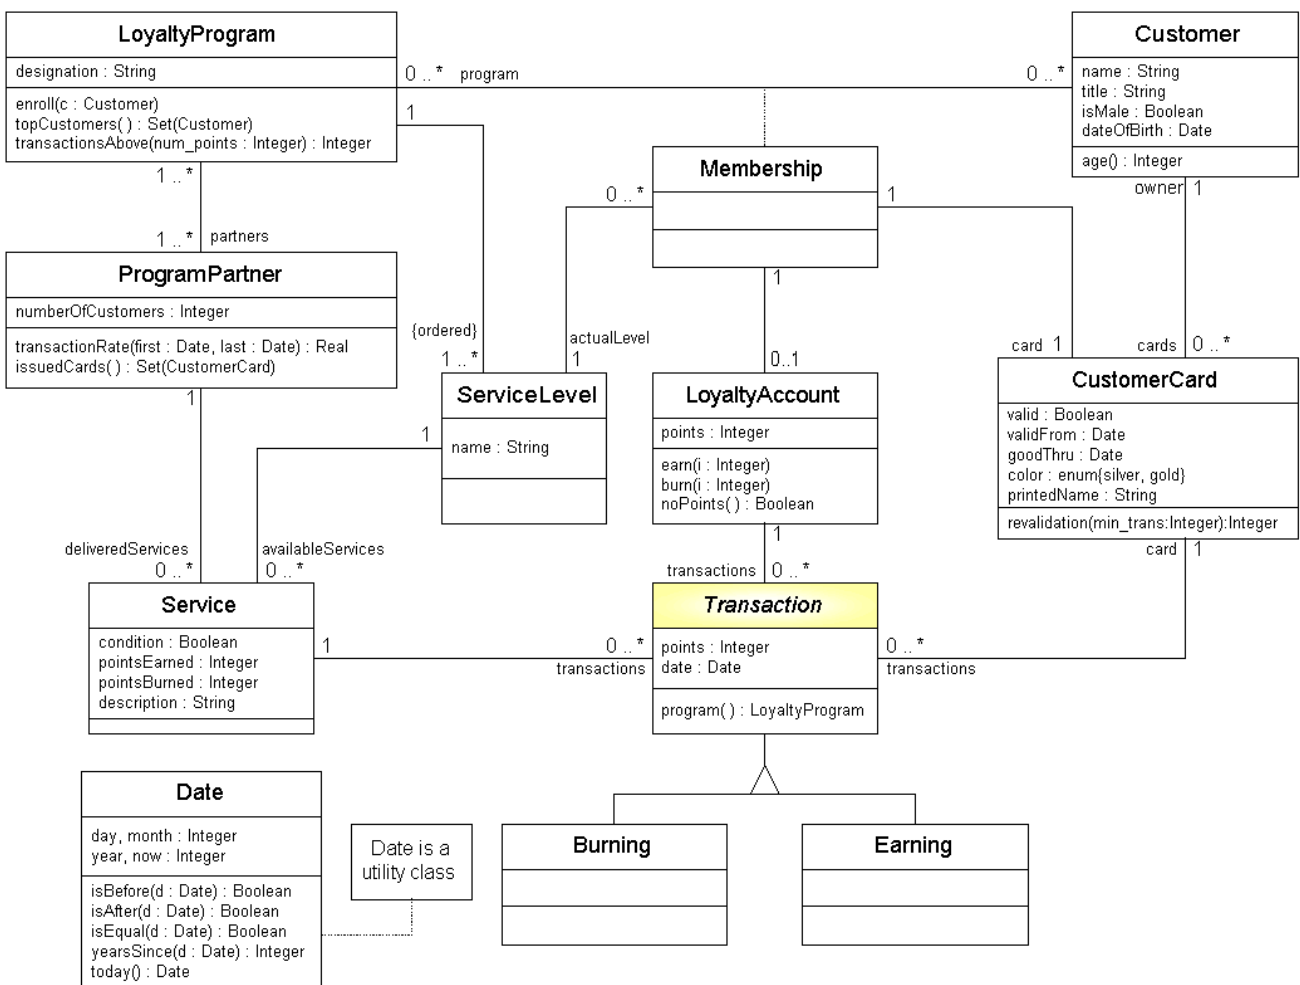 LoyaltyProgram
designation : String
enroll(c : Customer)
topCustomers( ) : Set(Customer)
transactionsAbove(num_points : Integer) : Integer
0 .. * program
0 .. *
Customer
name : String
title : String
isMale : Boolean
dateOfBirth : Date
age() : Integer
1
1 .. *
1 .. * partners
Membership
0 .. *
1
owner 1
1
ProgramPartner
numberOfCustomers : Integer
transactionRate(first : Date, last : Date) : Real
issuedCards( ) : Set(CustomerCard)
{ordered}
1 .. *
actualLevel
1
0..1
card 1
cards 0 .. *
1
ServiceLevel
name : String
1
LoyaltyAccount
points : Integer
earn(i : Integer)
burn(i : Integer)
noPoints( ) : Boolean
CustomerCard
valid : Boolean
validFrom : Date
goodThru : Date
color : enum{silver, gold}
printedName : String
revalidation(min_trans:Integer):Integer
deliveredServices
0 .. *
availableServices
0 .. *
1
transactions 0 .. *
card 1
Service
condition : Boolean
pointsEarned : Integer
pointsBurned : Integer
description : String
1
0 .. *
transactions
Transaction
points : Integer
date : Date
program( ) : LoyaltyProgram
0 .. *
transactions
Date
day, month : Integer
year, now : Integer
isBefore(d : Date) : Boolean
isAfter(d : Date) : Boolean
isEqual(d : Date) : Boolean
yearsSince(d : Date) : Integer
today() : Date
Date is a
utility class
Burning
Earning